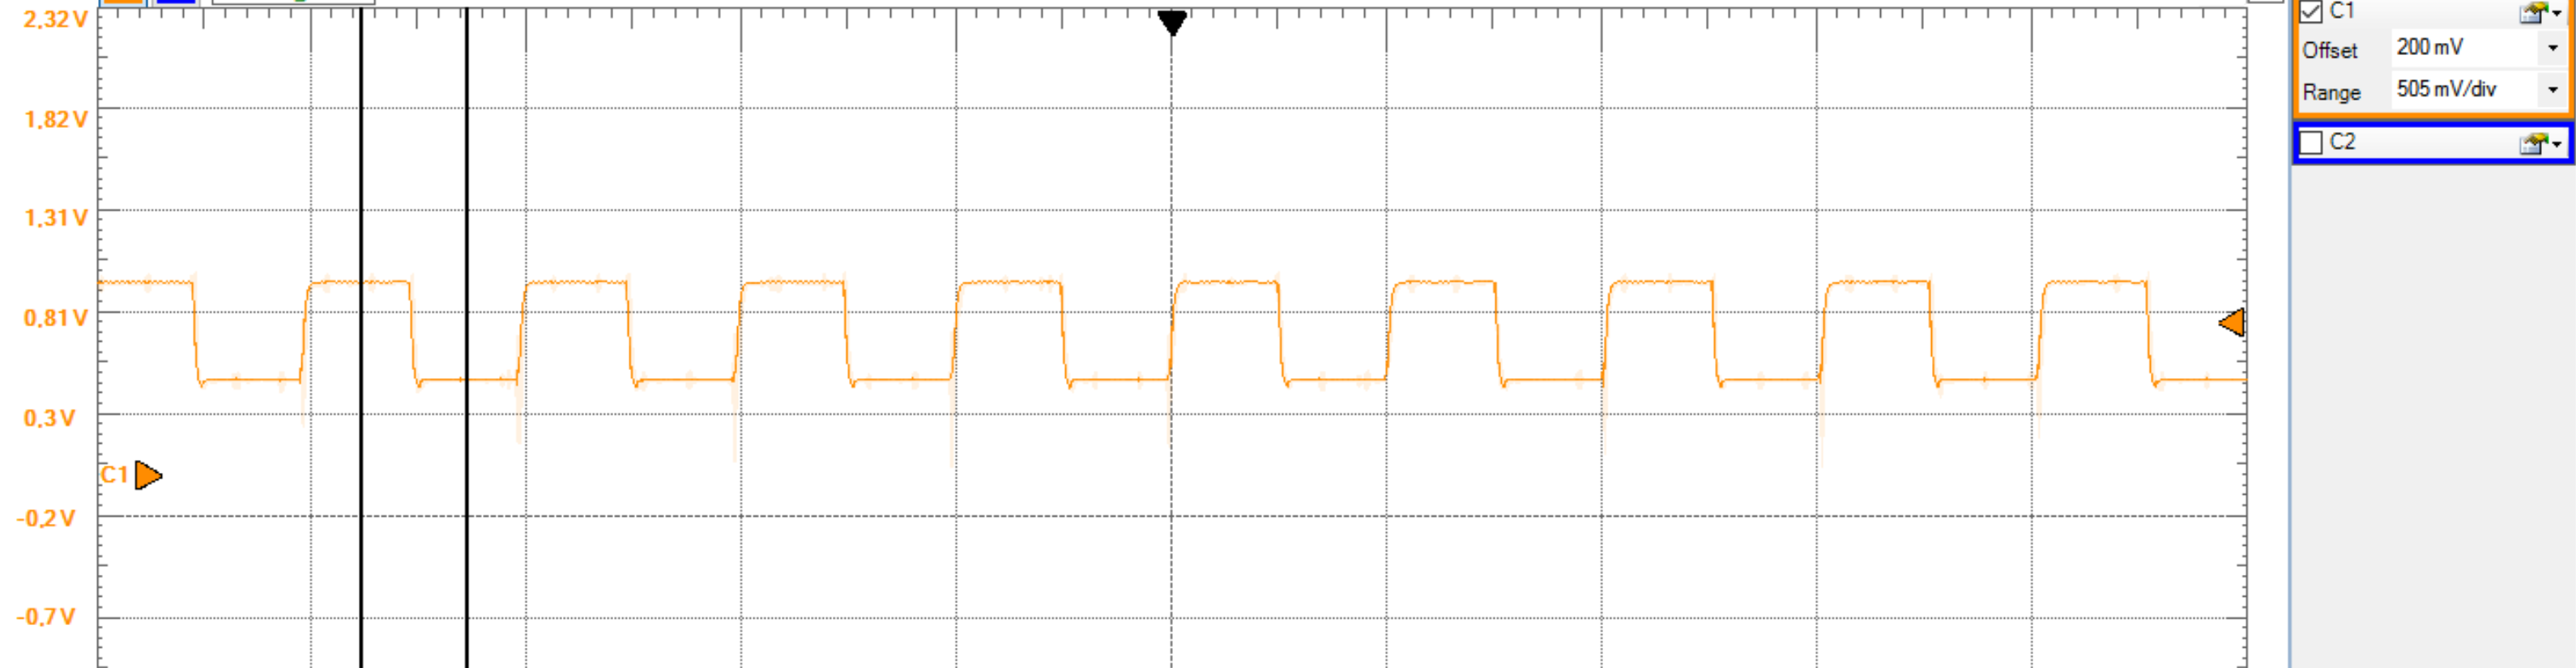 2.32 V
1.82 V
1.31 V
0.81 V
0.3 V
C1
-0.2 V
-0.7 V
C1
Offset 200 mV
Range 505 mV/div
C2